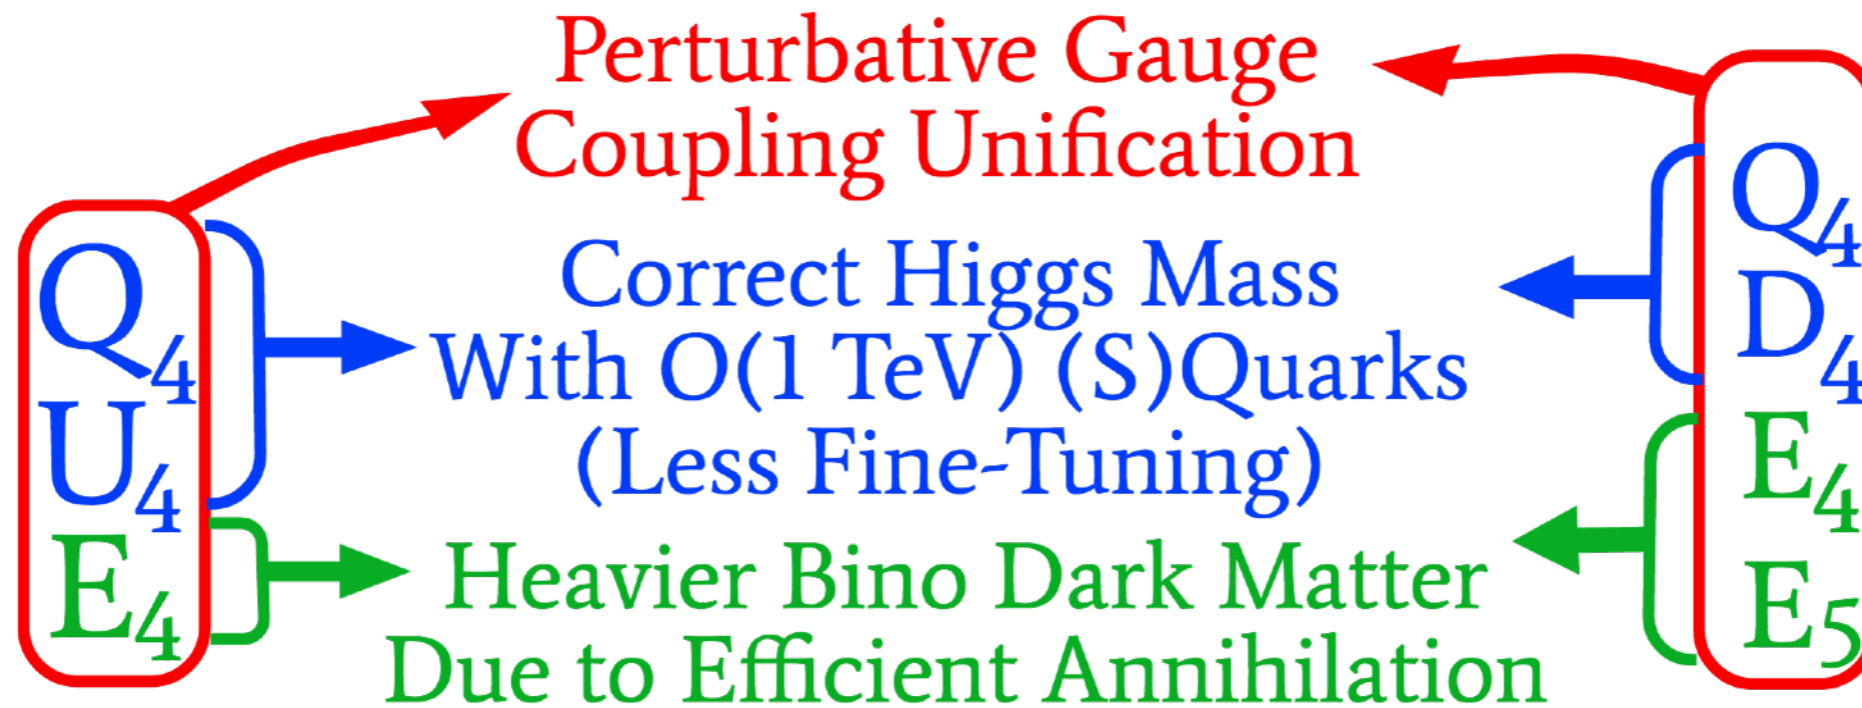 Perturbative Gauge
Coupling Unification
Q₄
U₄
E₄
Correct Higgs Mass
With O(1 TeV) (S)Quarks
(Less Fine-Tuning)
Heavier Bino Dark Matter
Due to Efficient Annihilation
Q₄
D₄
E₄
E₅